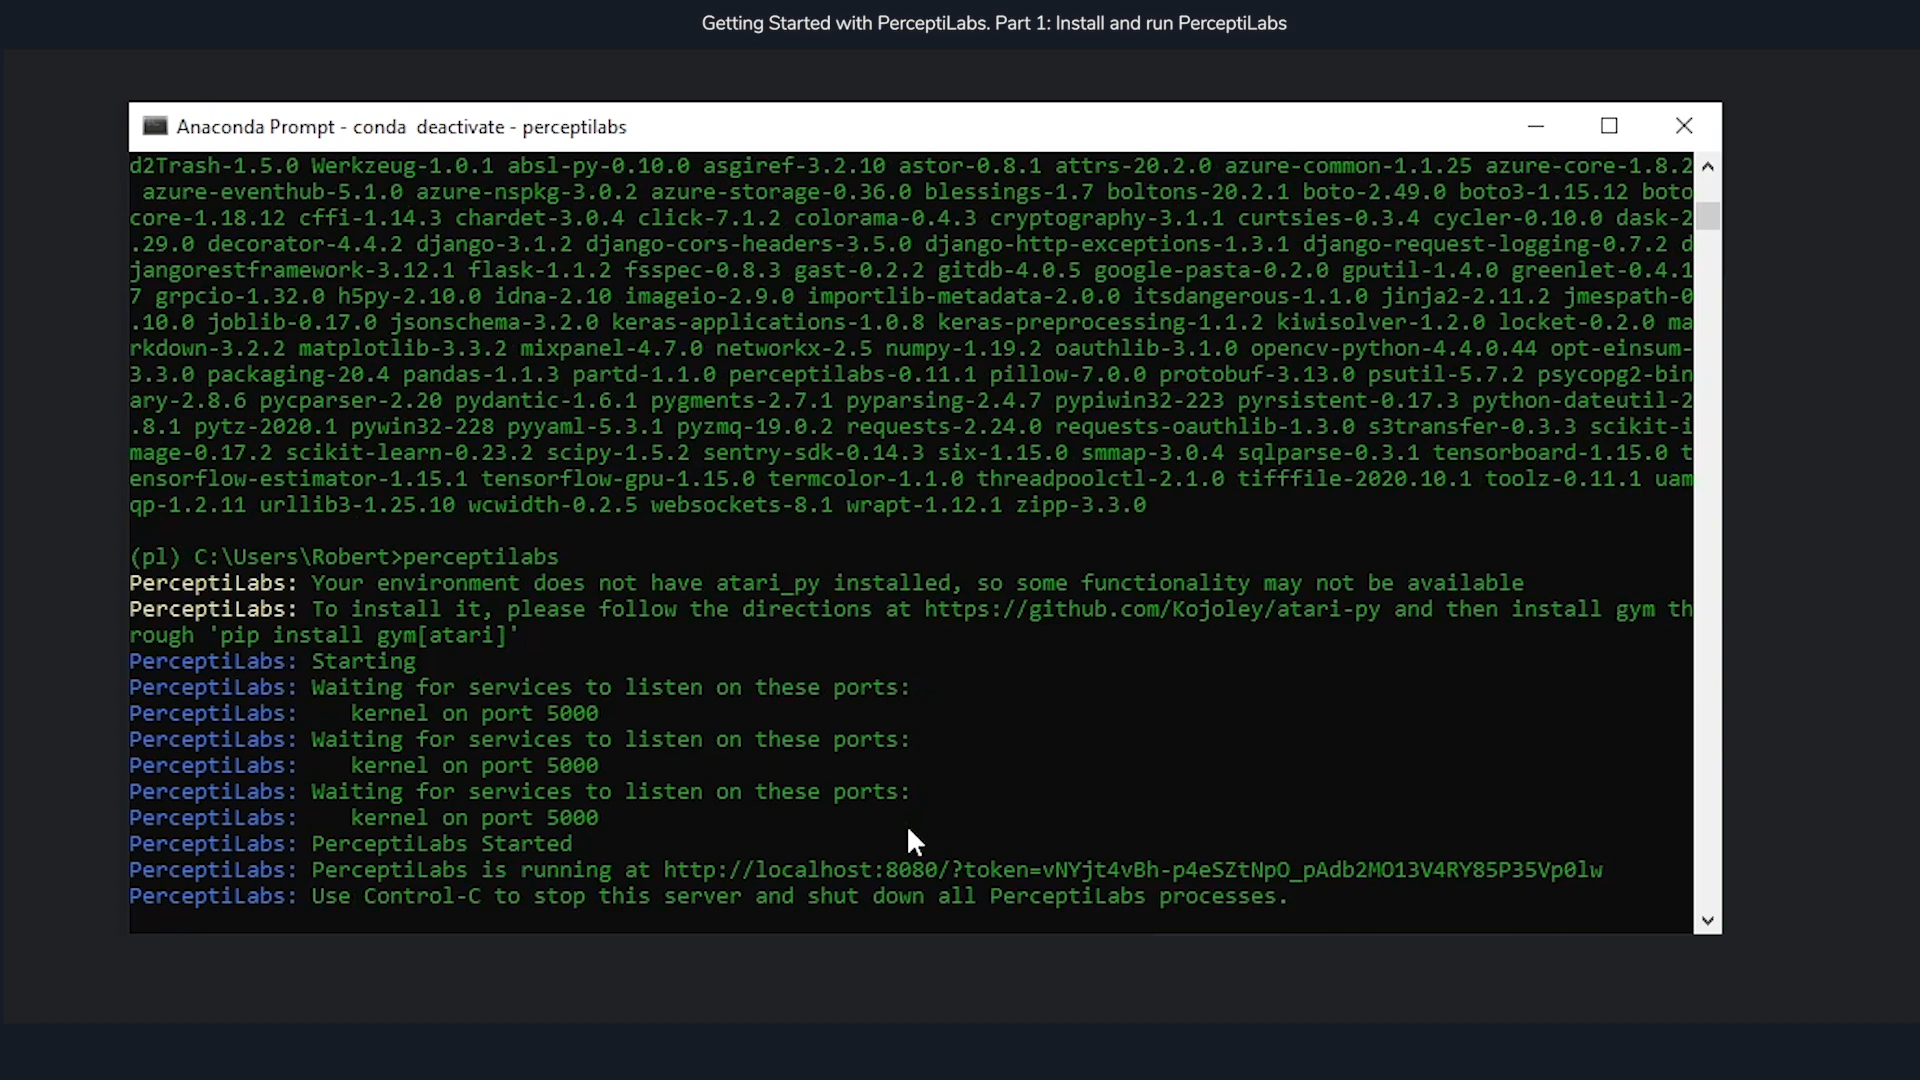 Getting Started with PerceptiLabs. Part 1: Install and run PerceptiLabs
Anaconda Prompt - conda  deactivate - perceptilabs
d2Trash-1.5.0 Werkzeug-1.0.1 absl-py-0.10.0 asgiref-3.2.10 astor-0.8.1 attrs-20.2.0 azure-common-1.1.25 azure-core-1.8.2
azure-eventhub-5.1.0 azure-nspkg-3.0.2 azure-storage-0.36.0 blessings-1.7 boltons-20.2.1 boto-2.49.0 boto3-1.15.12 boto
core-1.18.12 cffi-1.14.3 chardet-3.0.4 click-7.1.2 colorama-0.4.3 cryptography-3.1.1 curtsies-0.3.4 cycler-0.10.0 dask-2
.29.0 decorator-4.4.2 django-3.1.2 django-cors-headers-3.5.0 django-http-exceptions-1.3.1 django-request-logging-0.7.2 d
jangorestframework-3.12.1 flask-1.1.2 fsspec-0.8.3 gast-0.2.2 gitdb-4.0.5 google-pasta-0.2.0 gputil-1.4.0 greenlet-0.4.1
7 grpcio-1.32.0 h5py-2.10.0 idna-2.10 imageio-2.9.0 importlib-metadata-2.0.0 itsdangerous-1.1.0 jinja2-2.11.2 jmespath-0
.10.0 joblib-0.17.0 jsonschema-3.2.0 keras-applications-1.0.8 keras-preprocessing-1.1.2 kiwisolver-1.2.0 locket-0.2.0 ma
rkdown-3.2.2 matplotlib-3.3.2 mixpanel-4.7.0 networkx-2.5 numpy-1.19.2 oauthlib-3.1.0 opencv-python-4.4.0.44 opt-einsum-
3.3.0 packaging-20.4 pandas-1.1.3 partd-1.1.0 perceptilabs-0.11.1 pillow-7.0.0 protobuf-3.13.0 psutil-5.7.2 psycopg2-bin
ary-2.8.6 pycparser-2.20 pydantic-1.6.1 pygments-2.7.1 pyparsing-2.4.7 pypiwin32-223 pyrsistent-0.17.3 python-dateutil-2
.8.1 pytz-2020.1 pywin32-228 pyyaml-5.3.1 pyzmq-19.0.2 requests-2.24.0 requests-oauthlib-1.3.0 s3transfer-0.3.3 scikit-i
mage-0.17.2 scikit-learn-0.23.2 scipy-1.5.2 sentry-sdk-0.14.3 six-1.15.0 smmap-3.0.4 sqlparse-0.3.1 tensorboard-1.15.0 t
ensorflow-estimator-1.15.1 tensorflow-gpu-1.15.0 termcolor-1.1.0 threadpoolctl-2.1.0 tifffile-2020.10.1 toolz-0.11.1 uam
qp-1.2.11 urllib3-1.25.10 wcwidth-0.2.5 websockets-8.1 wrapt-1.12.1 zipp-3.3.0
(pl) C:\Users\Robert>perceptilabs
PerceptiLabs: Your environment does not have atari_py installed, so some functionality may not be available
PerceptiLabs: To install it, please follow the directions at https://github.com/Kojoley/atari-py and then install gym th
rough 'pip install gym[atari]'
PerceptiLabs: Starting
PerceptiLabs: Waiting for services to listen on these ports:
PerceptiLabs:    kernel on port 5000
PerceptiLabs: Waiting for services to listen on these ports:
PerceptiLabs:    kernel on port 5000
PerceptiLabs: Waiting for services to listen on these ports:
PerceptiLabs:    kernel on port 5000
PerceptiLabs: PerceptiLabs Started
PerceptiLabs: PerceptiLabs is running at http://localhost:8080/?token=vNYjt4vBh-p4eSZtNpO_pAdb2MO13V4RY85P35Vp0lw
PerceptiLabs: Use Control-C to stop this server and shut down all PerceptiLabs processes.